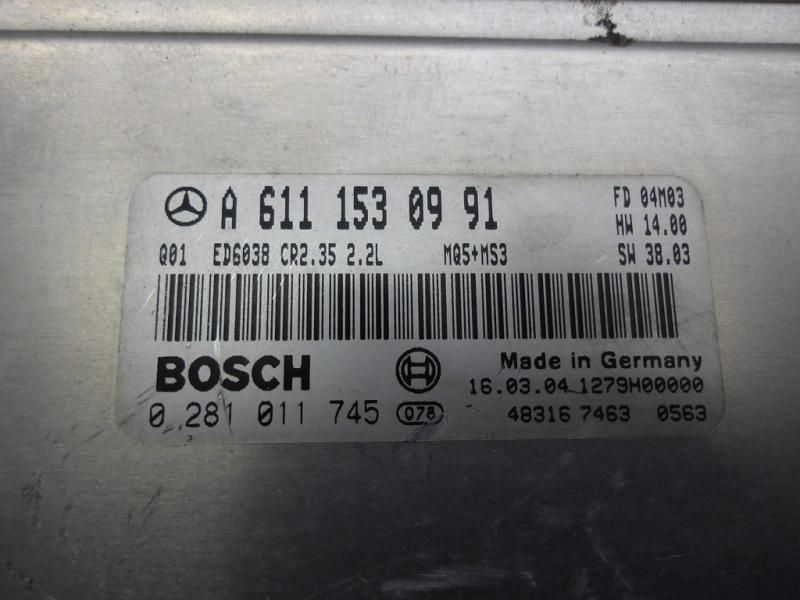 A 611 153 09 91
FD 04M03
HW 14.00
Q01 ED6038 CR2.35 2.2L MQ5+MS3 SW 38.03
BOSCH
Made in Germany
16.03.04 1279H00000
0 281 011 745 078 48316 7463 0563